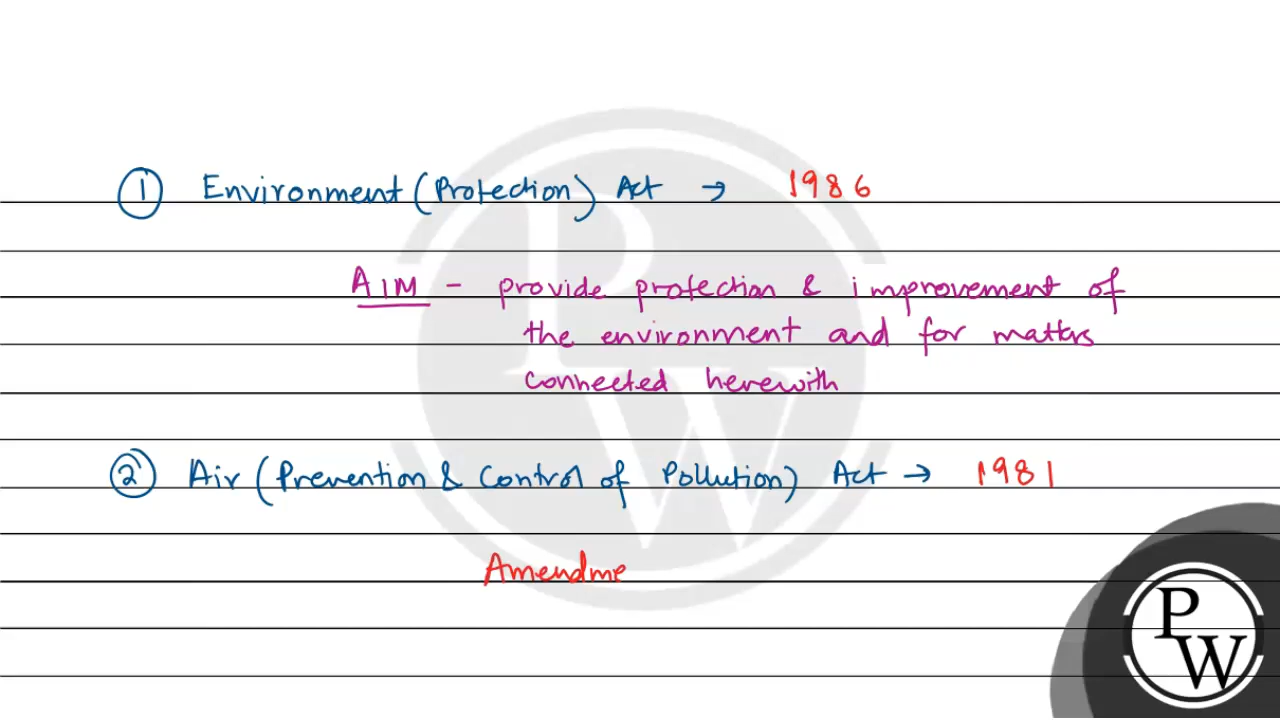 ① Environment (Protection) Act → 1986
AIM - provide protection & improvement of
the environment and for matters
connected herewith
② Air (Prevention & Control of Pollution) Act → 1981
Amendme
PW
PW